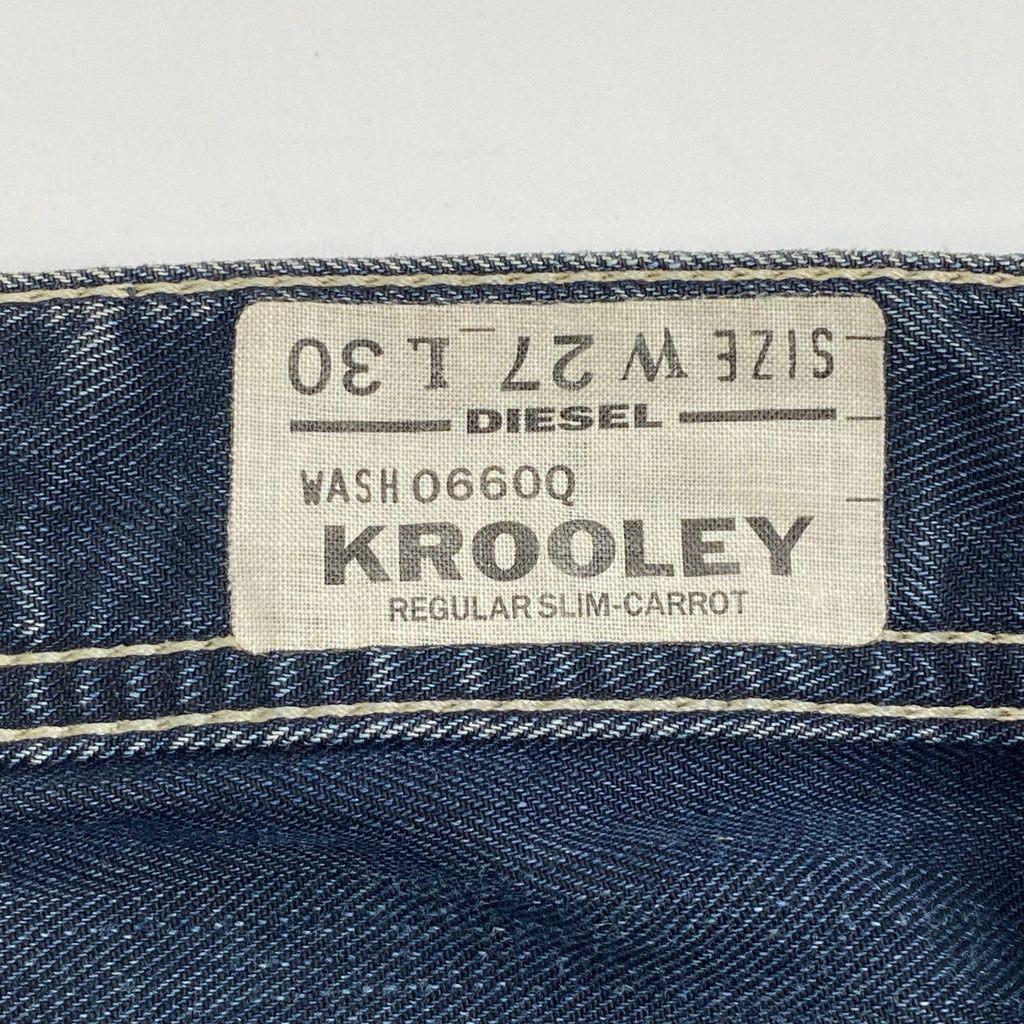 SIZE W 27 L 30
DIESEL
WASH 0660Q
KROOLEY
REGULAR SLIM-CARROT